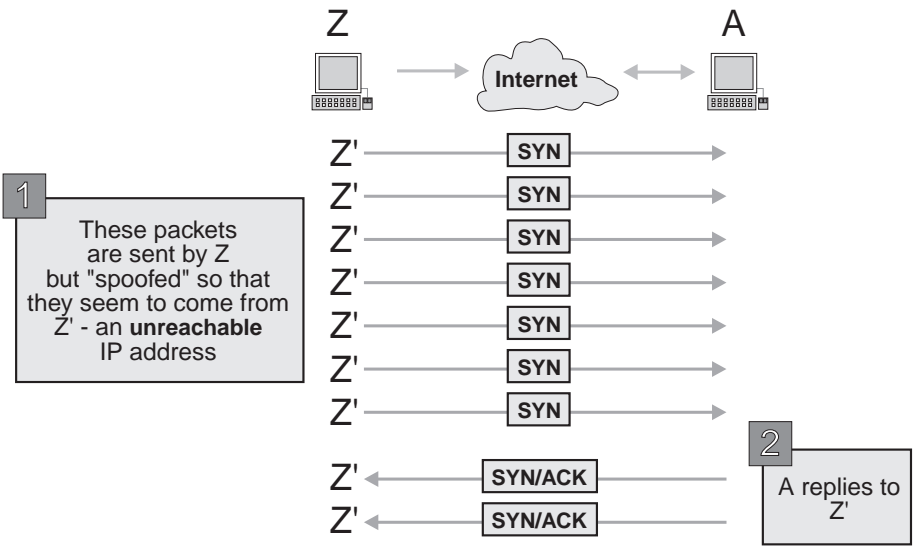 Z
A
Internet
Z' SYN
Z' SYN
1
Z' SYN
Z' SYN
Z' SYN
Z' SYN
Z' SYN
These packets
are sent by Z
but "spoofed" so that
they seem to come from
Z' - an unreachable
IP address
2
Z' SYN/ACK
Z' SYN/ACK
A replies to
Z'